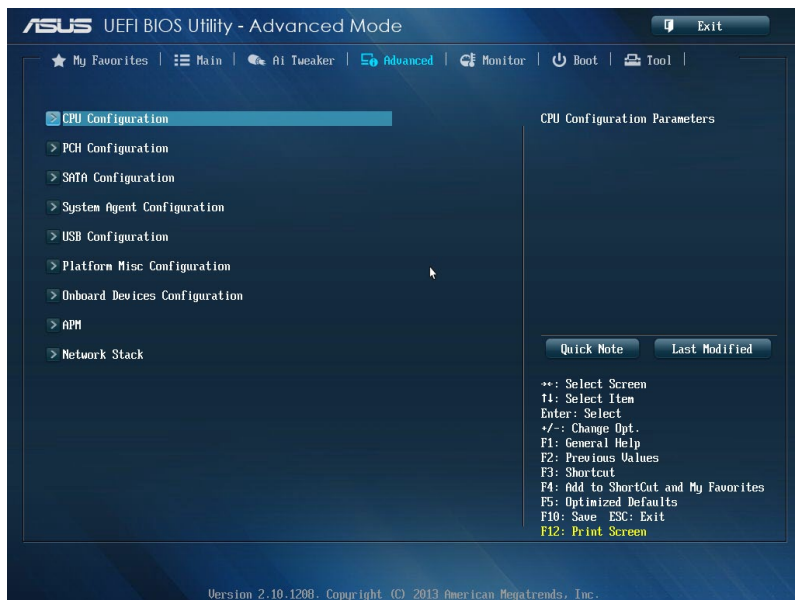 ASUS UEFI BIOS Utility - Advanced Mode
Exit
My Favorites | Main | Ai Tweaker | Advanced | Monitor | Boot | Tool |
> CPU Configuration
> PCH Configuration
> SATA Configuration
> System Agent Configuration
> USB Configuration
> Platform Misc Configuration
> Onboard Devices Configuration
> APM
> Network Stack
CPU Configuration Parameters
Quick Note
Last Modified
→←: Select Screen
↑↓: Select Item
Enter: Select
+/-: Change Opt.
F1: General Help
F2: Previous Values
F3: Shortcut
F4: Add to ShortCut and My Favorites
F5: Optimized Defaults
F10: Save ESC: Exit
F12: Print Screen
Version 2.10.1208. Copyright (C) 2013 American Megatrends, Inc.